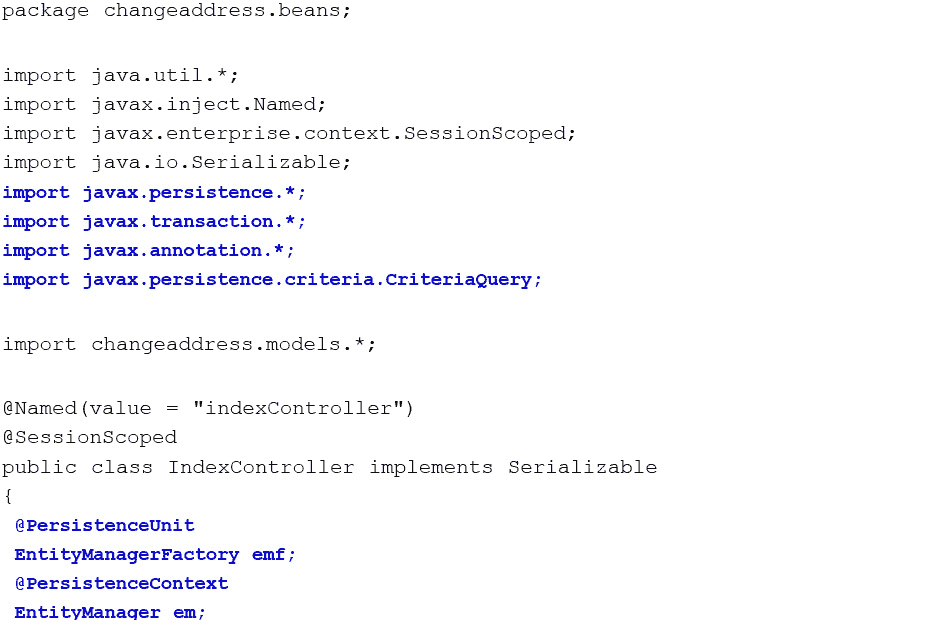 package changeaddress.beans;
import java.util.*;
import javax.inject.Named;
import javax.enterprise.context.SessionScoped;
import java.io.Serializable;
import javax.persistence.*;
import javax.transaction.*;
import javax.annotation.*;
import javax.persistence.criteria.CriteriaQuery;
import changeaddress.models.*;
@Named(value = "indexController")
@SessionScoped
public class IndexController implements Serializable
{
@PersistenceUnit
EntityManagerFactory emf;
@PersistenceContext
EntityManager em;